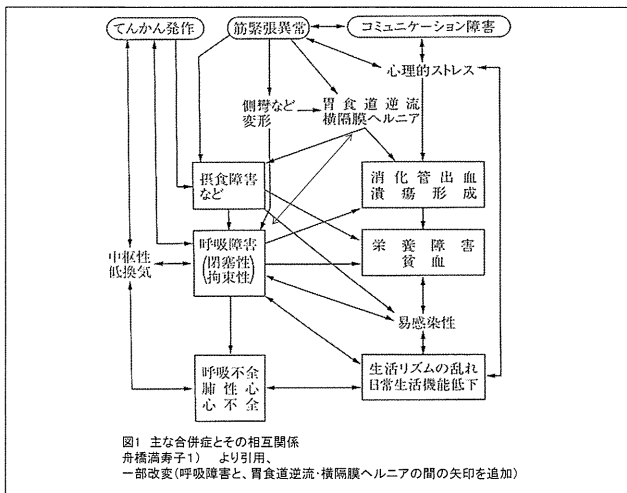 てんかん発作
筋緊張異常
コミュニケーション障害
心理的ストレス
側彎など
変形
胃食道逆流
横隔膜ヘルニア
摂食障害
など
消化管出血
潰瘍形成
呼吸障害
(閉塞性)
(拘束性)
栄養障害
貧血
中枢性
低換気
易感染性
呼吸不全
肺性心
心不全
生活リズムの乱れ
日常生活機能低下
図1 主な合併症とその相互関係
舟橋満寿子1) より引用、
一部改変(呼吸障害と、胃食道逆流・横隔膜ヘルニアの間の矢印を追加)